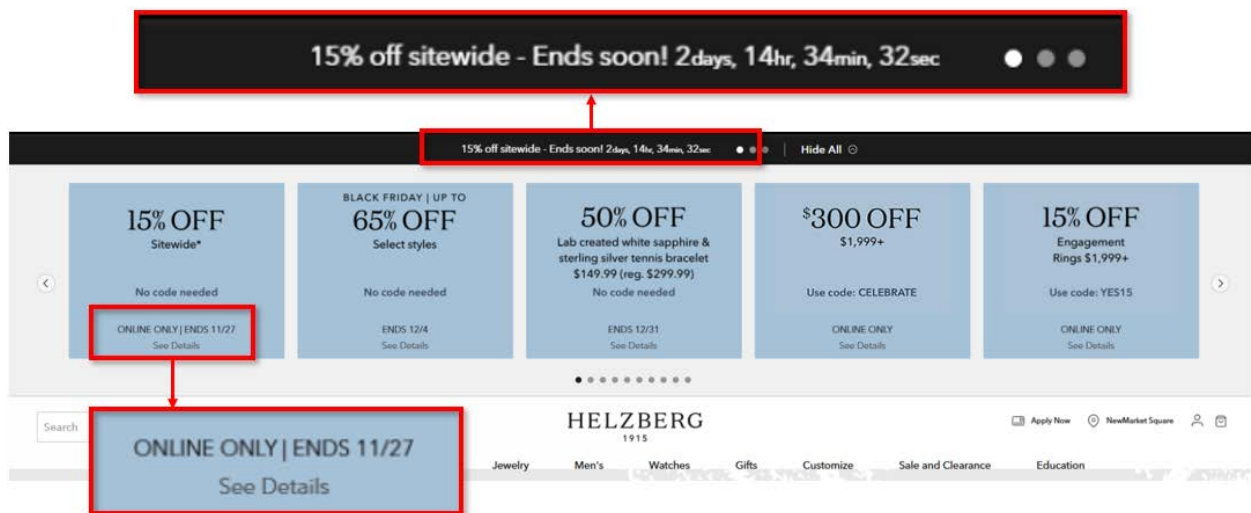 15% off sitewide - Ends soon! 2days, 14hr, 34min, 32sec
15% off sitewide - Ends soon! 2days, 14hr, 34min, 32sec
Hide All
15% OFF
Sitewide*
No code needed
ONLINE ONLY | ENDS 11/27
See Details
BLACK FRIDAY | UP TO
65% OFF
Select styles
No code needed
ENDS 12/4
See Details
50% OFF
Lab created white sapphire &
sterling silver tennis bracelet
$149.99 (reg. $299.99)
No code needed
ENDS 12/31
See Details
$300 OFF
$1,999+
Use code: CELEBRATE
ONLINE ONLY
See Details
15% OFF
Engagement
Rings $1,999+
Use code: YES15
ONLINE ONLY
See Details
Search
HELZBERG
1915
Apply Now
NewMarket Square
Jewelry
Men's
Watches
Gifts
Customize
Sale and Clearance
Education
ONLINE ONLY | ENDS 11/27
See Details